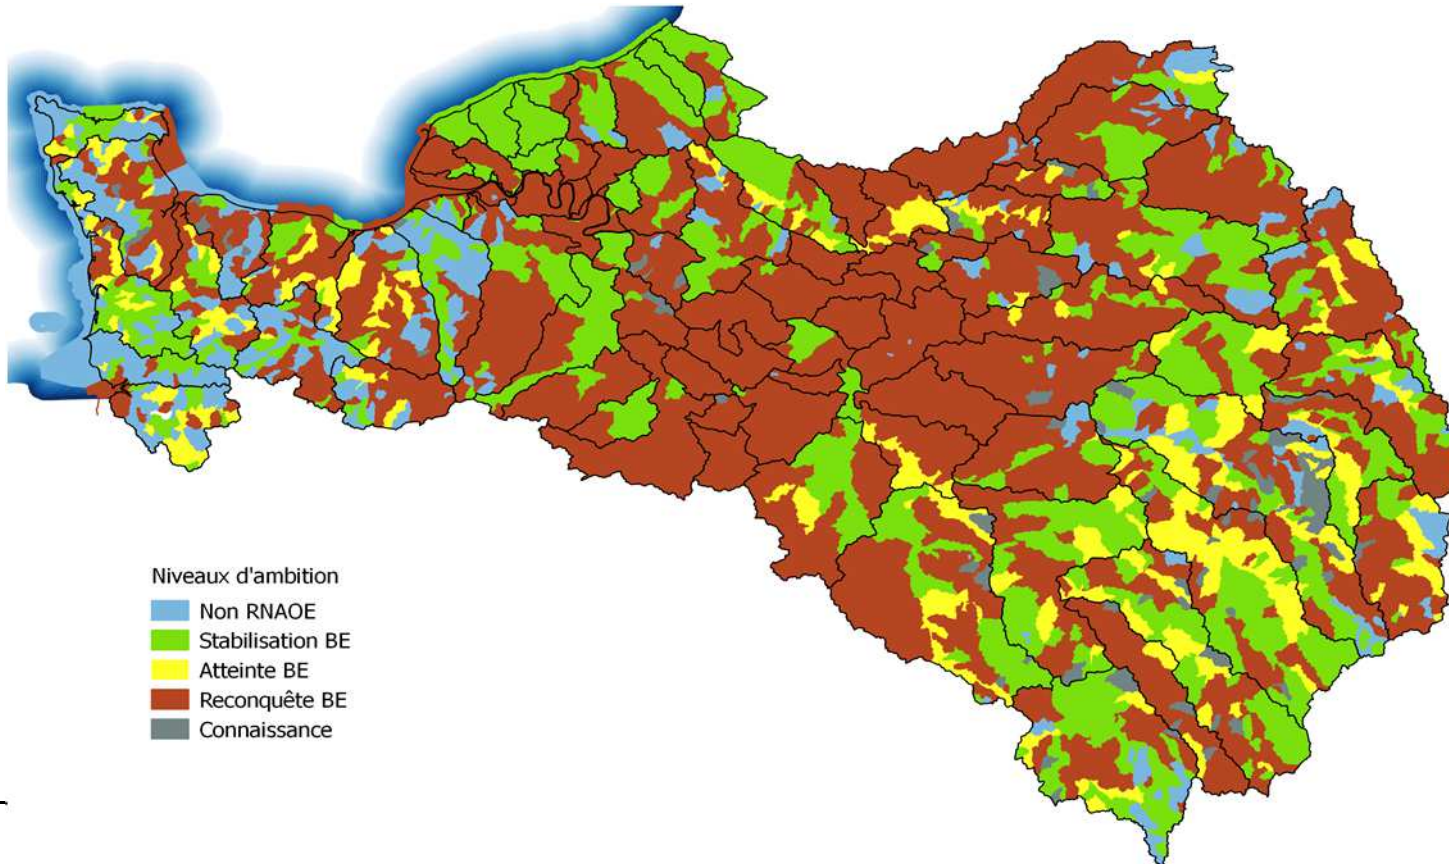 Niveaux d'ambition
Non RNAOE
Stabilisation BE
Atteinte BE
Reconquête BE
Connaissance